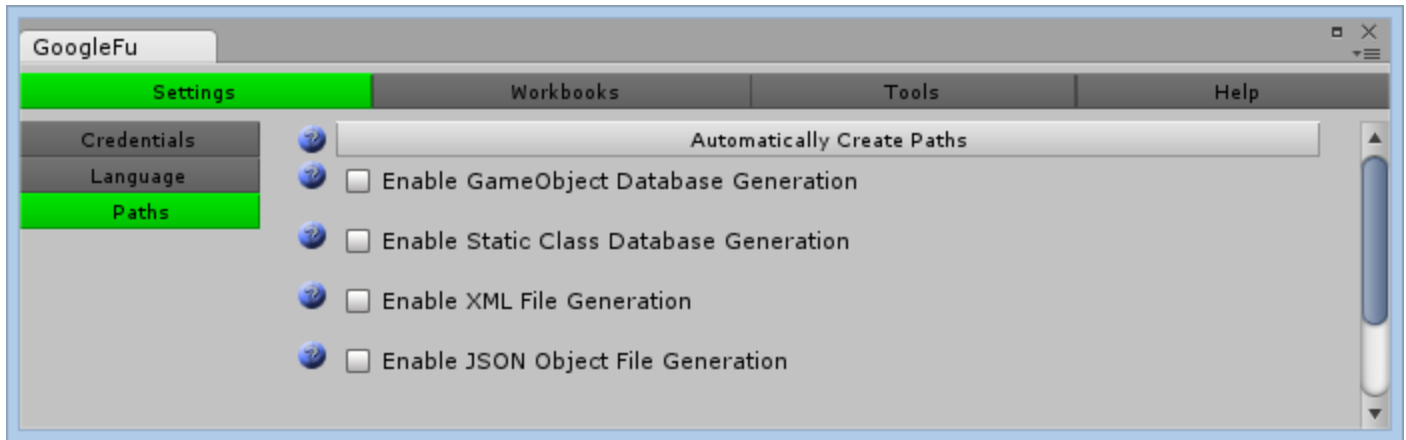 GoogleFu
Settings Workbooks Tools Help
Credentials Automatically Create Paths
Language Enable GameObject Database Generation
Paths
Enable Static Class Database Generation
Enable XML File Generation
Enable JSON Object File Generation